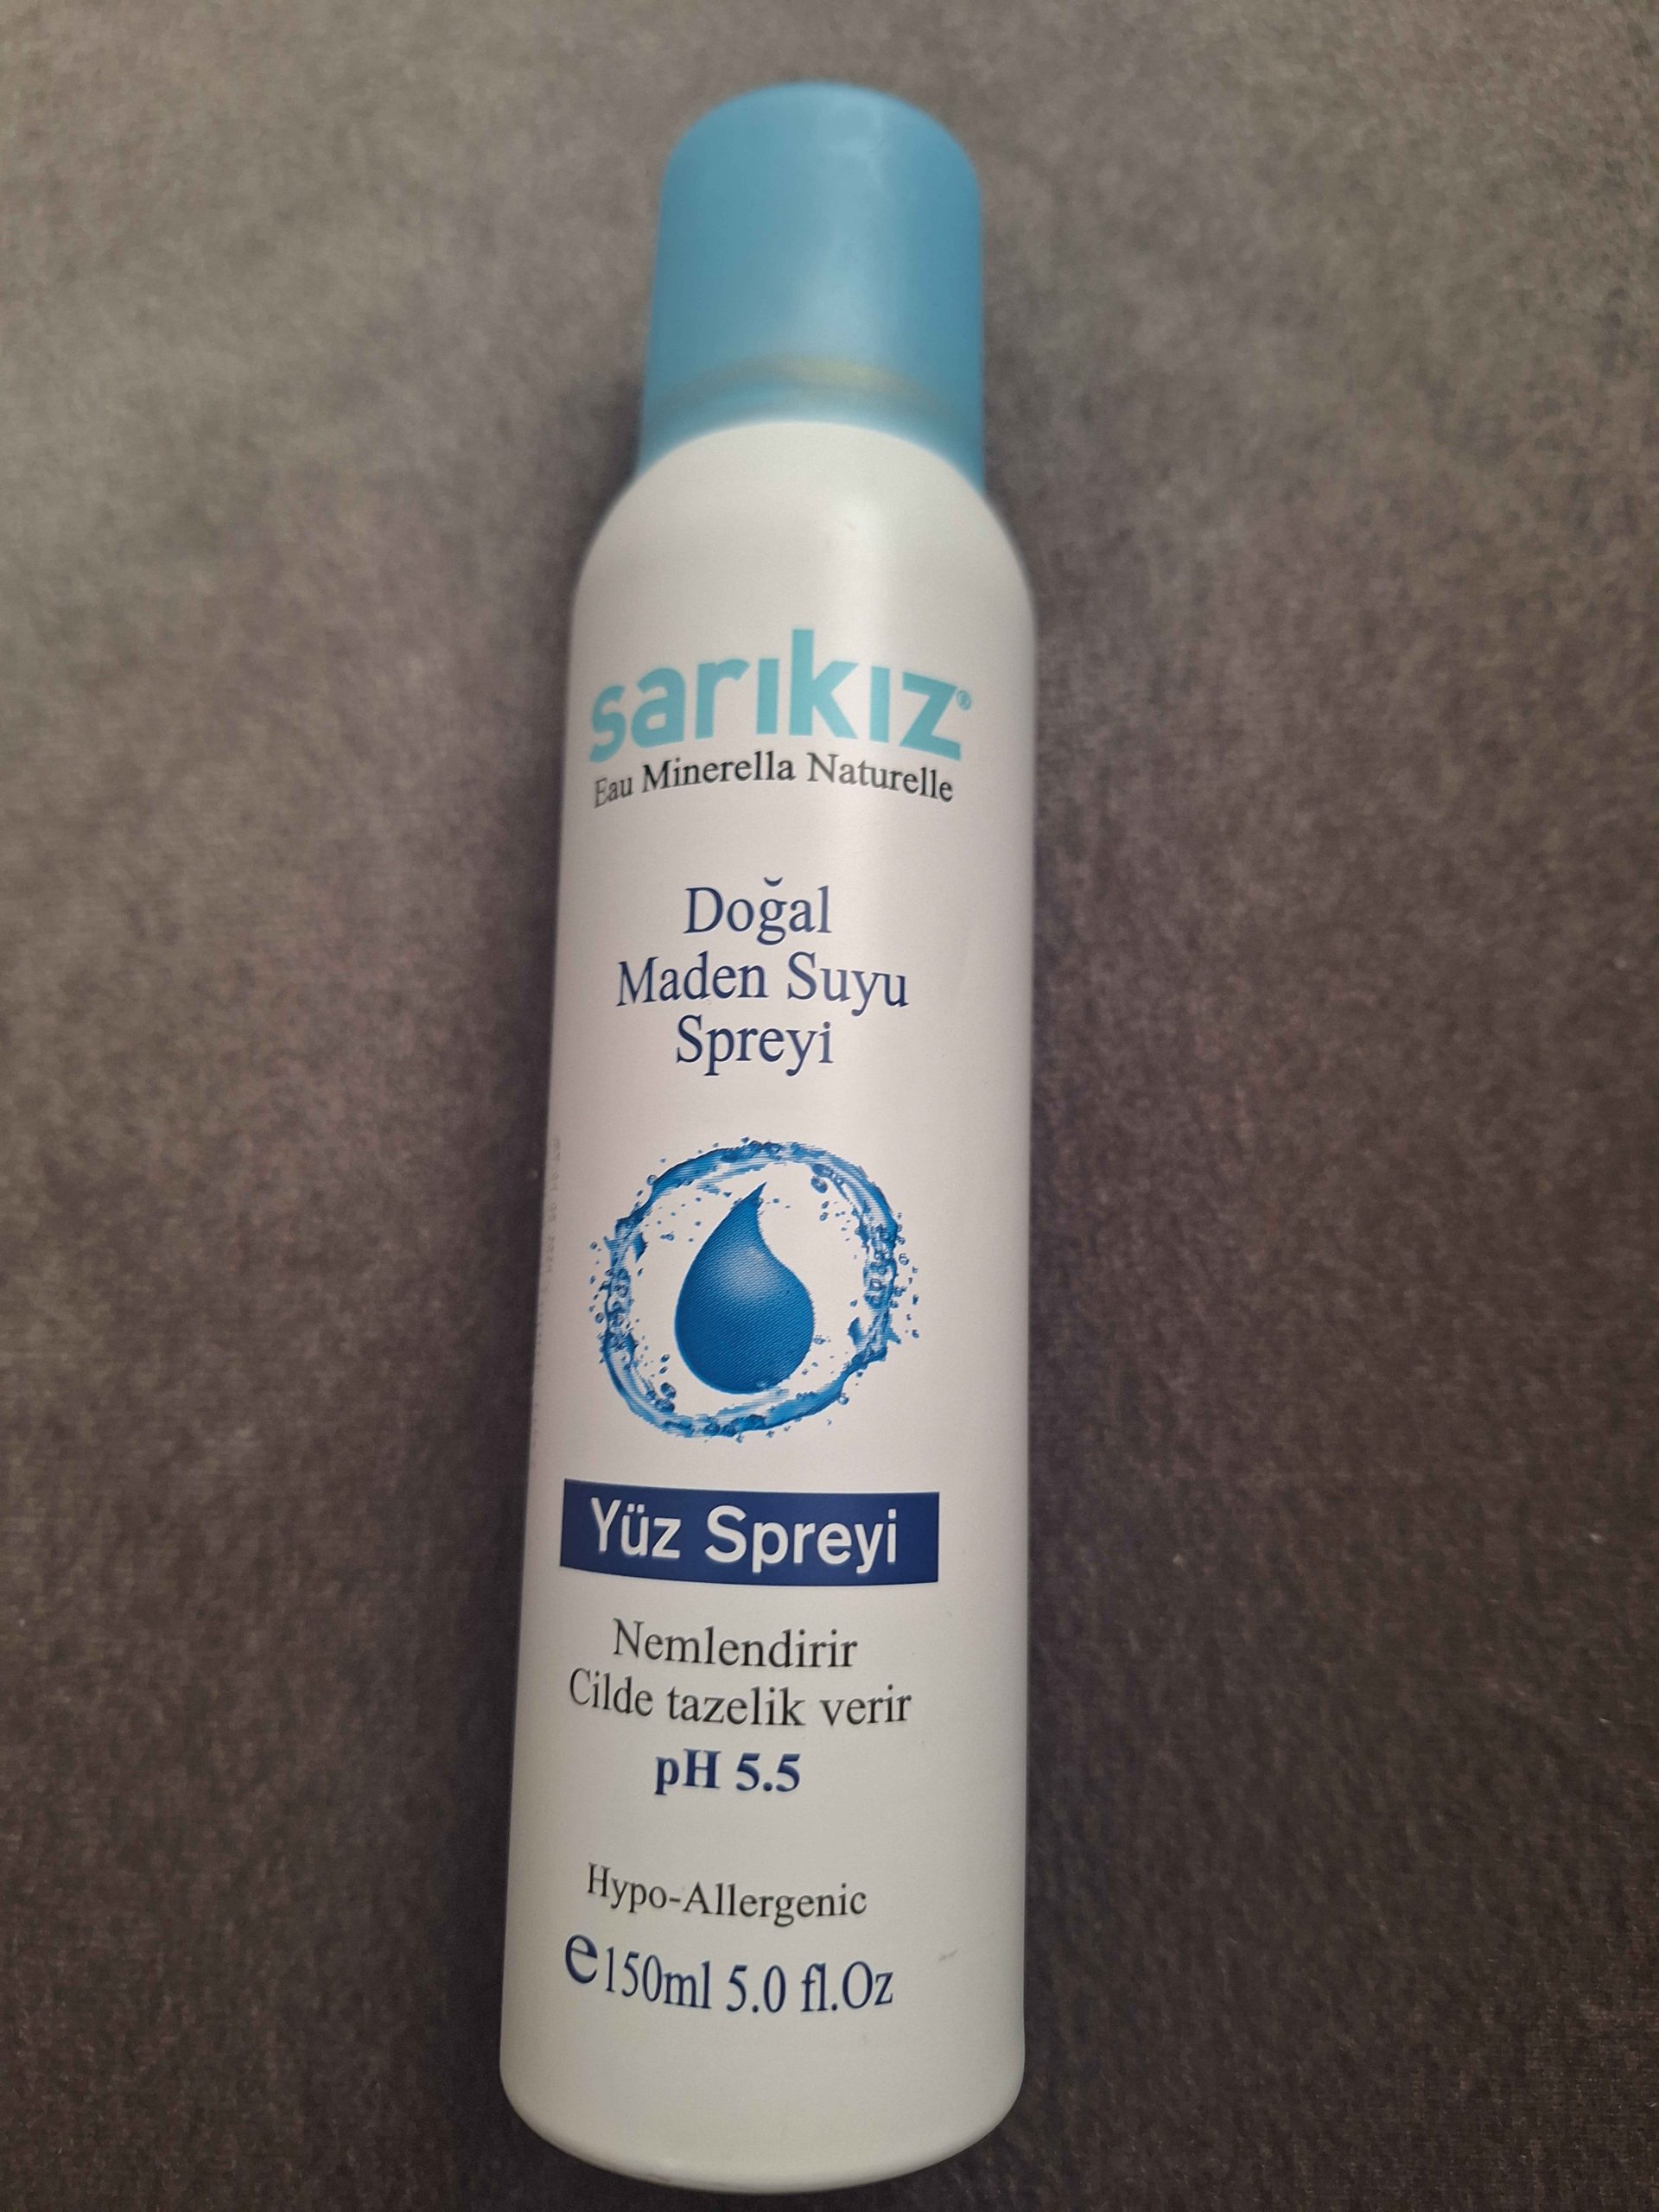 sarıkız®
Eau Minerella Naturelle
Doğal
Maden Suyu
Spreyi
Yüz Spreyi
Nemlendirir
Cilde tazelik verir
pH 5.5
Hypo-Allergenic
e150ml 5.0 fl.Oz